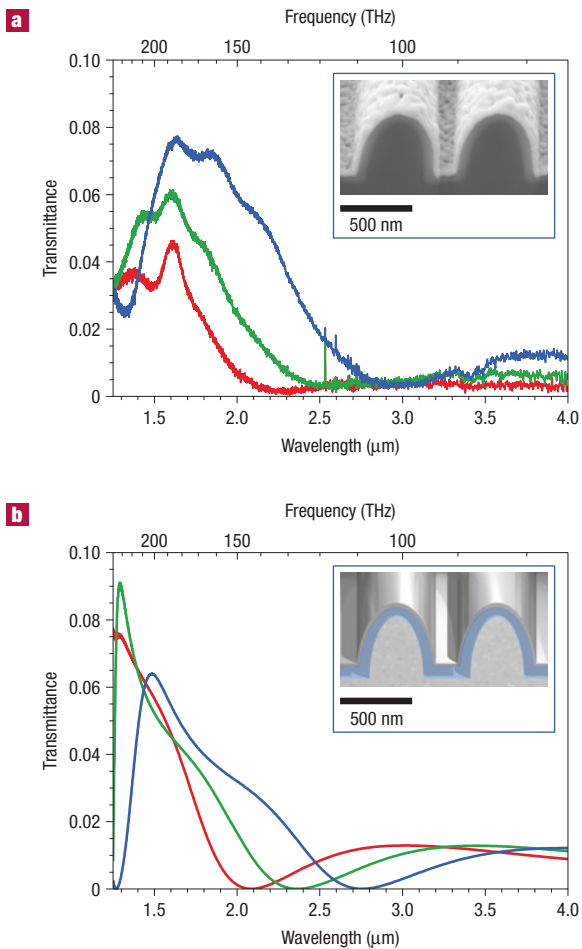 a
Frequency (THz)
200 150 100
0.10
0.08
0.06
0.04
0.02
0
Transmittance
500 nm
1.5 2.0 2.5 3.0 3.5 4.0
Wavelength (μm)
b
Frequency (THz)
200 150 100
0.10
0.08
0.06
0.04
0.02
0
Transmittance
500 nm
1.5 2.0 2.5 3.0 3.5 4.0
Wavelength (μm)